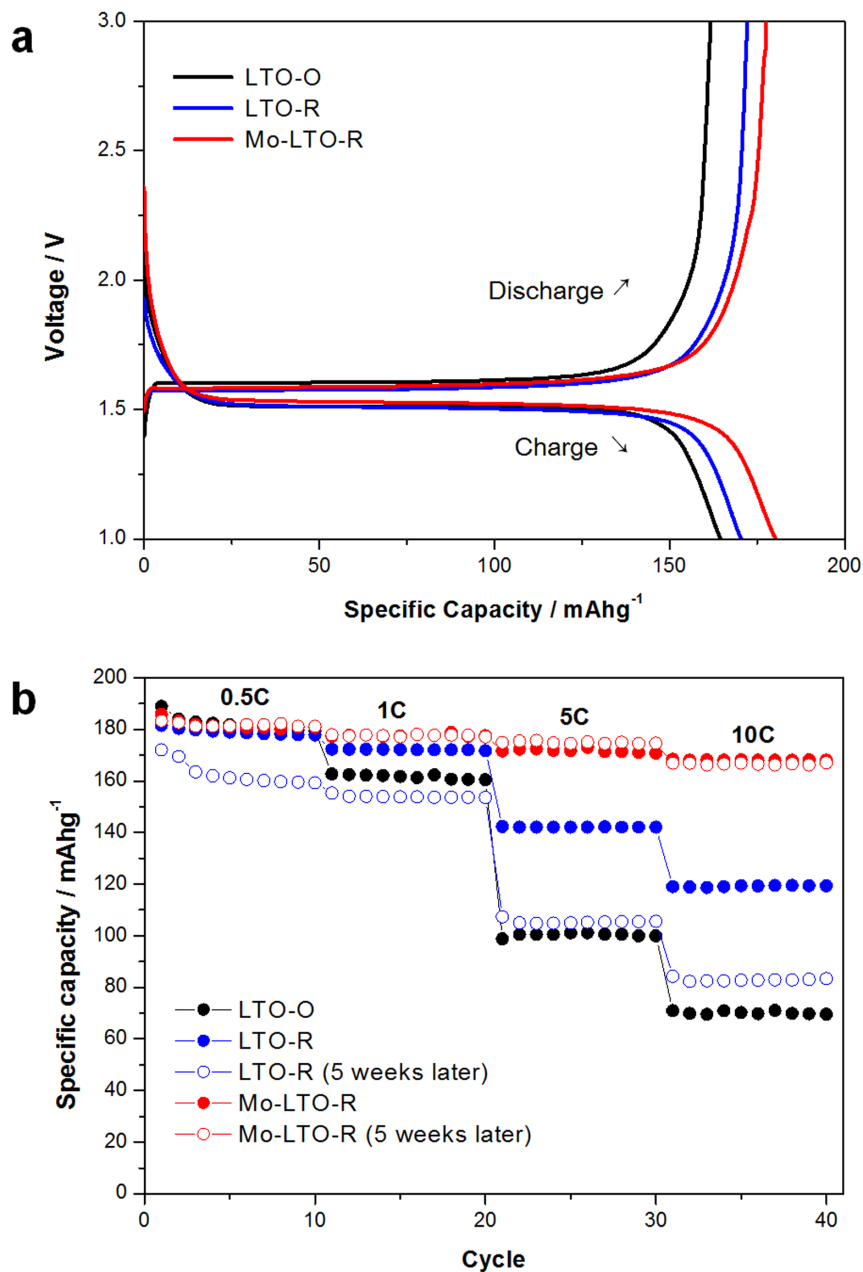 a
3.0
2.5
2.0
1.5
1.0
Voltage / V
LTO-O
LTO-R
Mo-LTO-R
Discharge ↗
Charge ↘
0
50
100
150
200
Specific Capacity / mAhg⁻¹
b
200
180
160
140
120
100
80
60
40
20
0
Specific capacity / mAhg⁻¹
0.5C
1C
5C
10C
LTO-O
LTO-R
LTO-R (5 weeks later)
Mo-LTO-R
Mo-LTO-R (5 weeks later)
0
10
20
30
40
Cycle